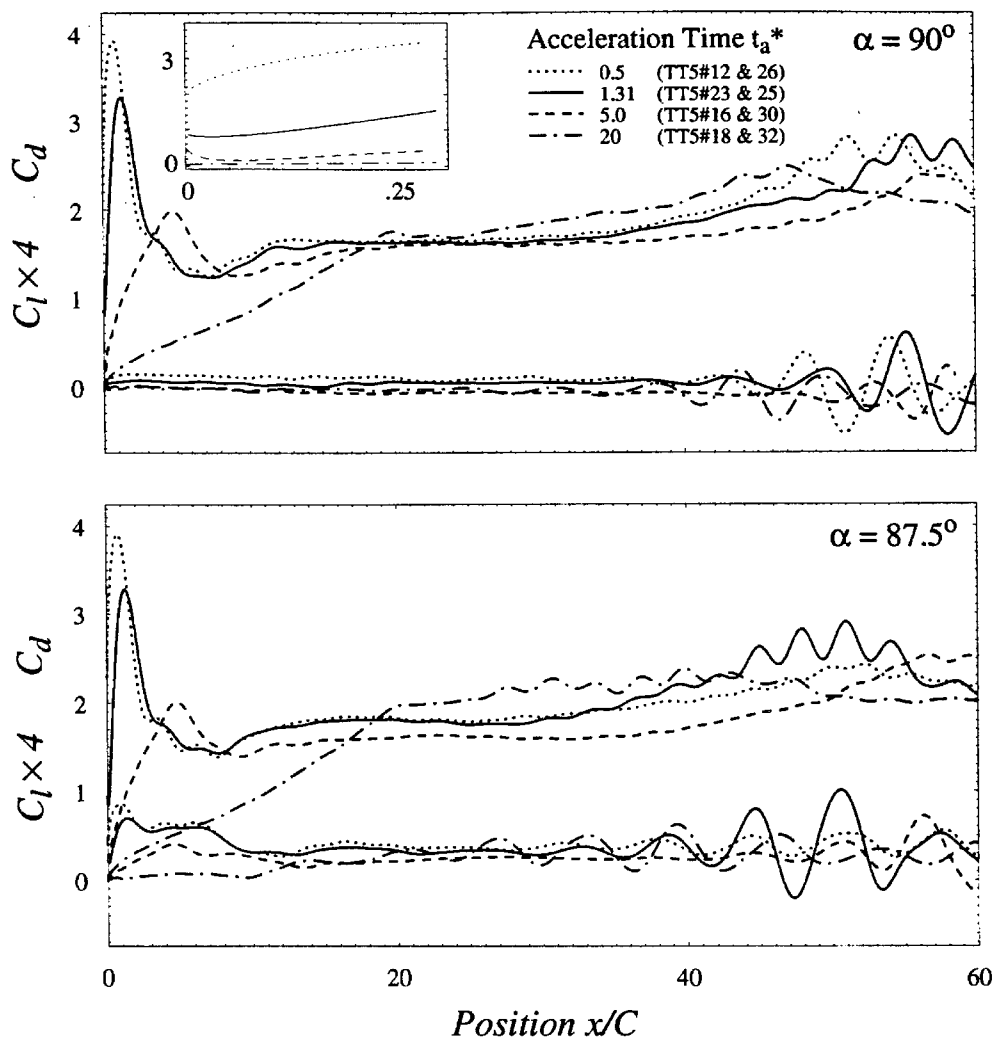 4
3
2
1
0
C_l × 4   C_d
3
0
0 .25
Acceleration Time t_a*
α = 90°
0.5 (TT5#12 & 26)
1.31 (TT5#23 & 25)
5.0 (TT5#16 & 30)
20 (TT5#18 & 32)
4
3
2
1
0
C_l × 4   C_d
α = 87.5°
0 20 40 60
Position x/C